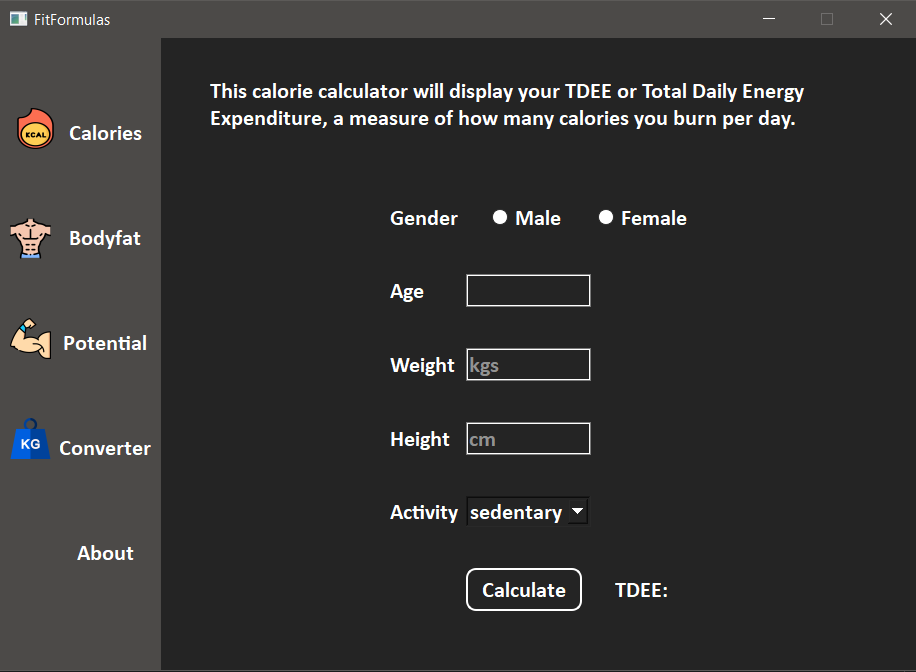 FitFormulas
KCAL
Calories
Bodyfat
Potential
KG
Converter
About
This calorie calculator will display your TDEE or Total Daily Energy
Expenditure, a measure of how many calories you burn per day.
Gender Male Female
Age
Weight kgs
Height cm
Activity sedentary
Calculate TDEE: